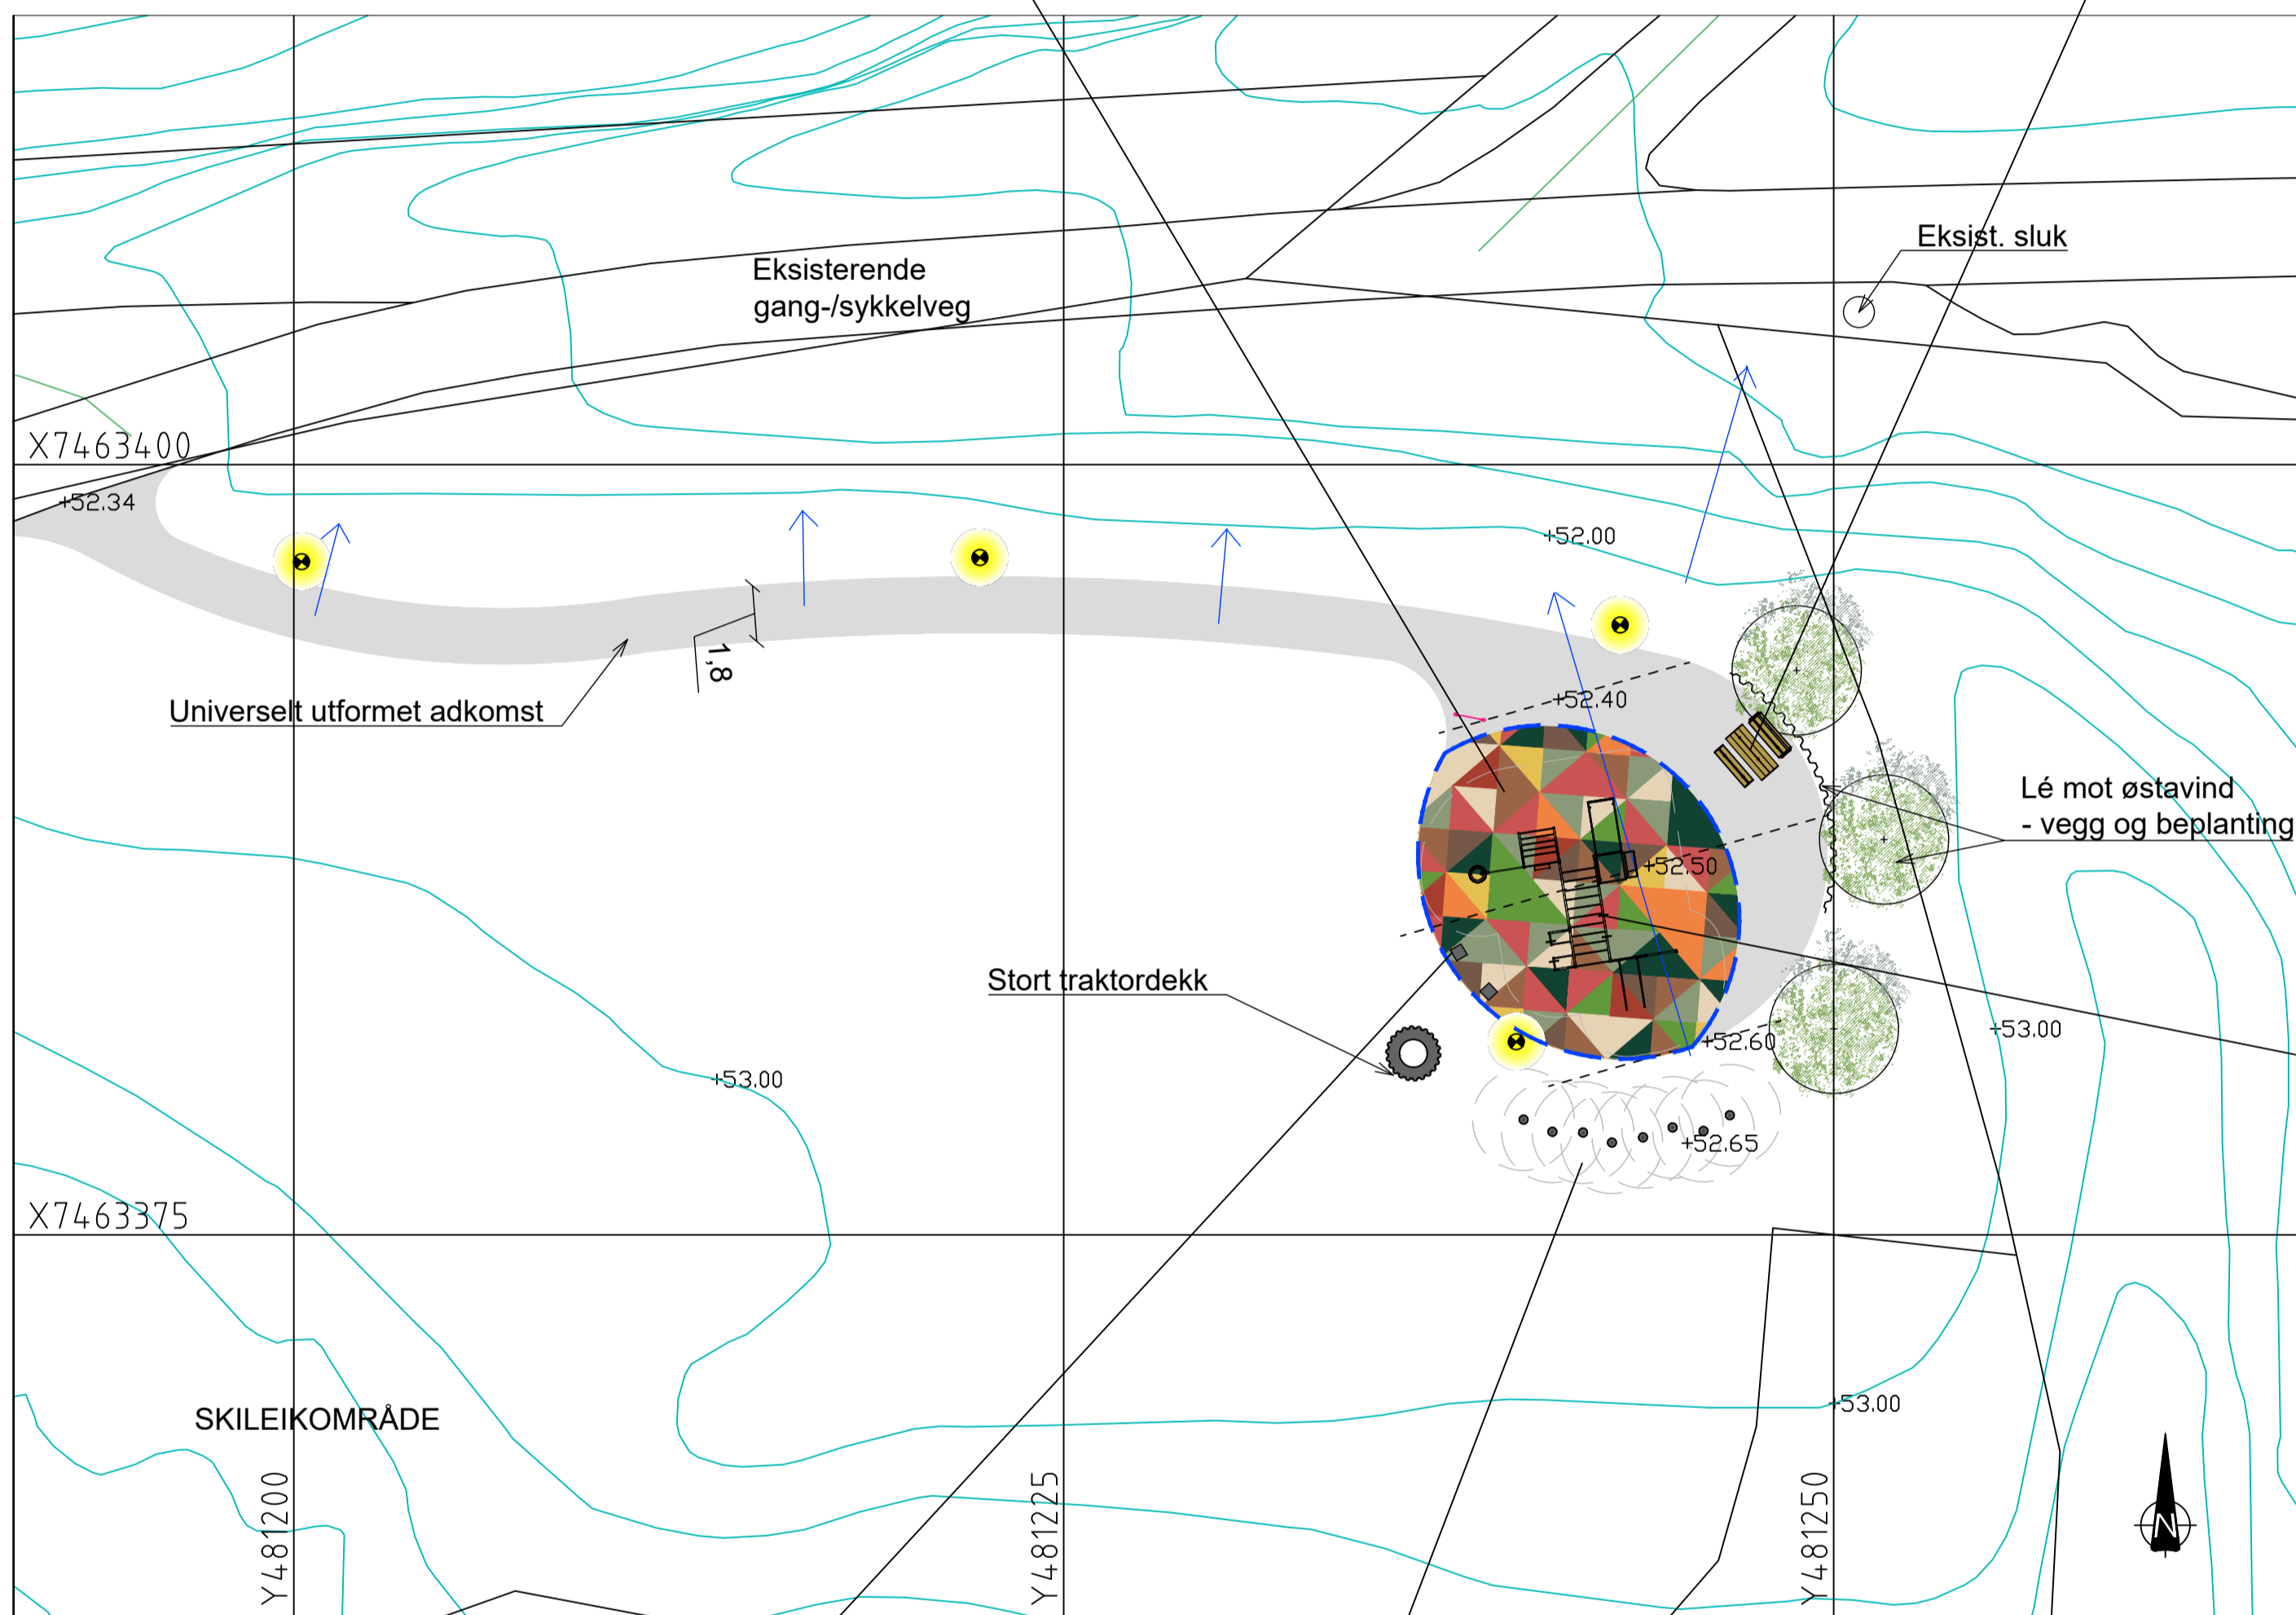 Eksist. sluk
Eksisterende
gang-/sykkelveg
X7463400
+52.34
+52.00
1,8
+52.40
Universelt utformet adkomst
Lé mot østavind
- vegg og beplanting
+52.50
Stort traktordekk
+53.00
+52.60
+53.00
+52.65
X7463375
+53.00
SKILEIKOMRÅDE
Y481200
Y481225
Y481250
N